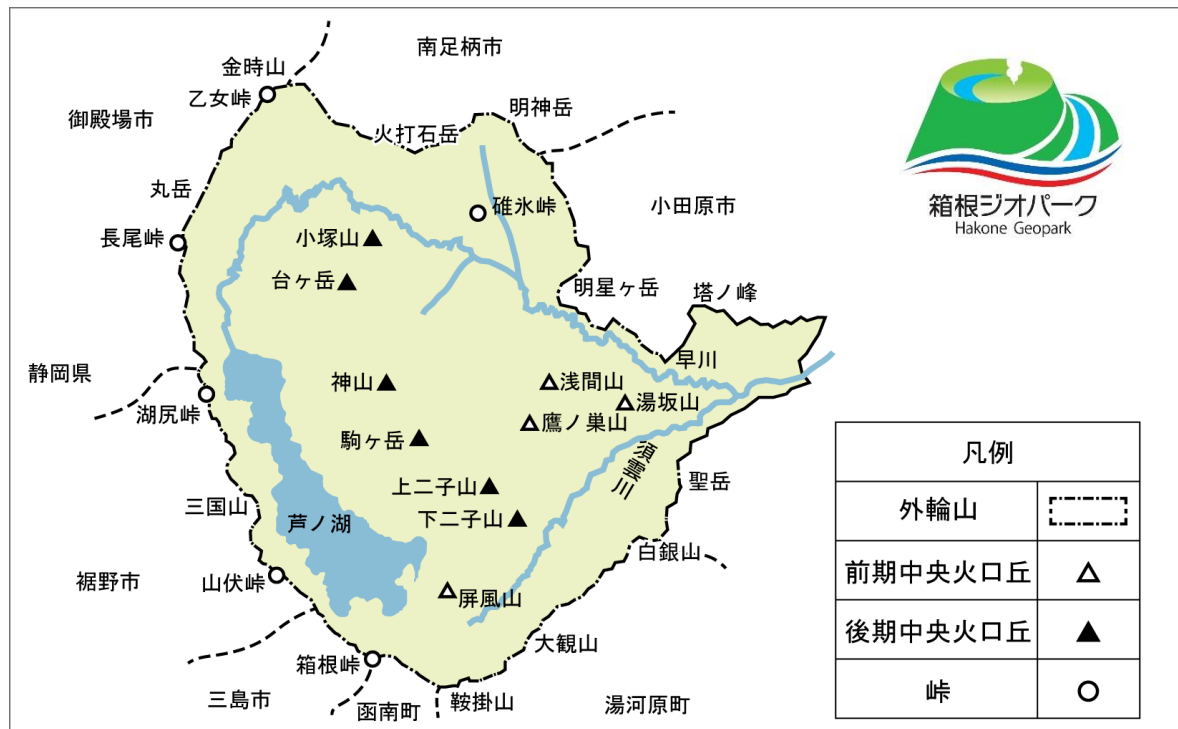 南足柄市
金時山
乙女峠
御殿場市
明神岳
火打石岳
丸岳
碓氷峠
小田原市
箱根ジオパーク
Hakone Geopark
長尾峠
小塚山
台ヶ岳
明星ヶ岳
塔ノ峰
静岡県
早川
神山
浅間山
湯坂山
湖尻峠
鷹ノ巣山
駒ヶ岳
須雲川
聖岳
上二子山
三国山
芦ノ湖
下二子山
白銀山
裾野市
山伏峠
屏風山
大観山
箱根峠
三島市
函南町
鞍掛山
湯河原町
凡例
外輪山
前期中央火口丘
後期中央火口丘
峠